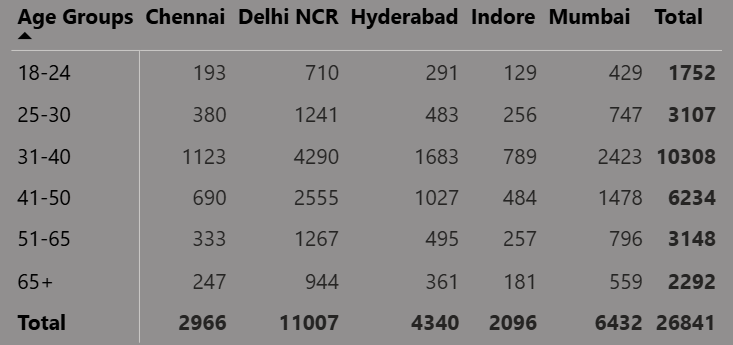 Age Groups Chennai Delhi NCR Hyderabad Indore Mumbai Total
18-24 193 710 291 129 429 1752
25-30 380 1241 483 256 747 3107
31-40 1123 4290 1683 789 2423 10308
41-50 690 2555 1027 484 1478 6234
51-65 333 1267 495 257 796 3148
65+ 247 944 361 181 559 2292
Total 2966 11007 4340 2096 6432 26841